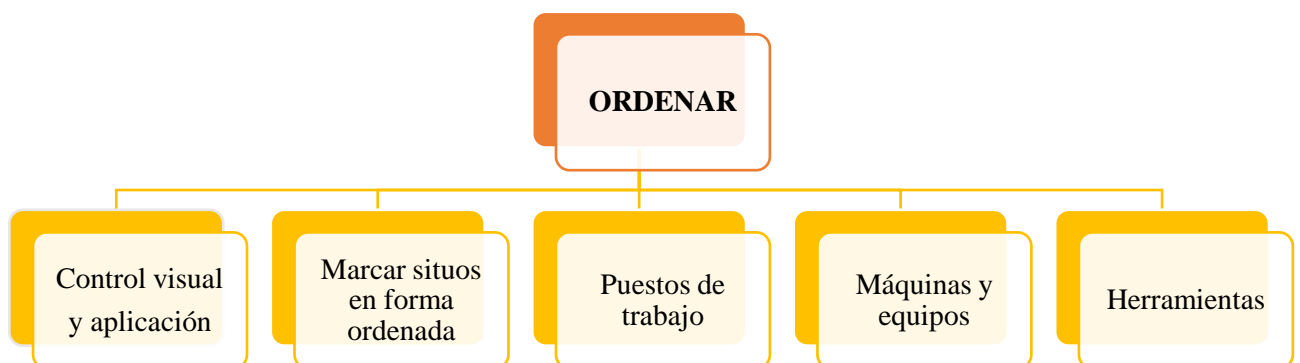 ORDENAR
Control visual
y aplicación
Marcar situos
en forma
ordenada
Puestos de
trabajo
Máquinas y
equipos
Herramientas